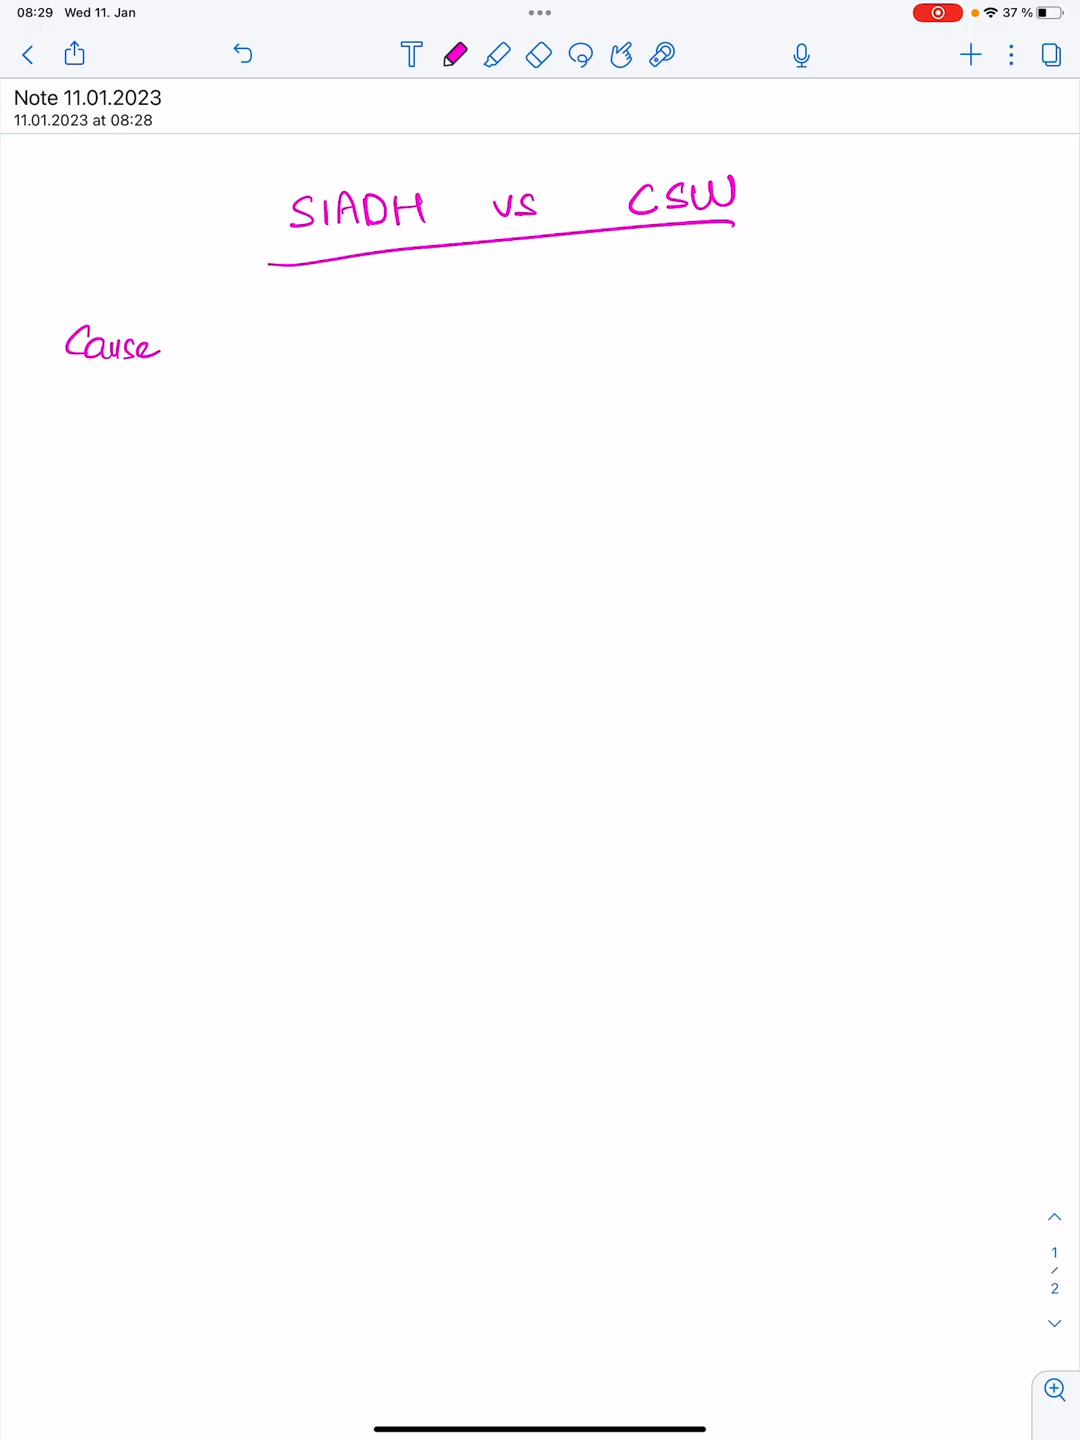 08:29 Wed 11. Jan
37 %
T
Note 11.01.2023
11.01.2023 at 08:28
SIADH vs CSW
Cause
1
/
2